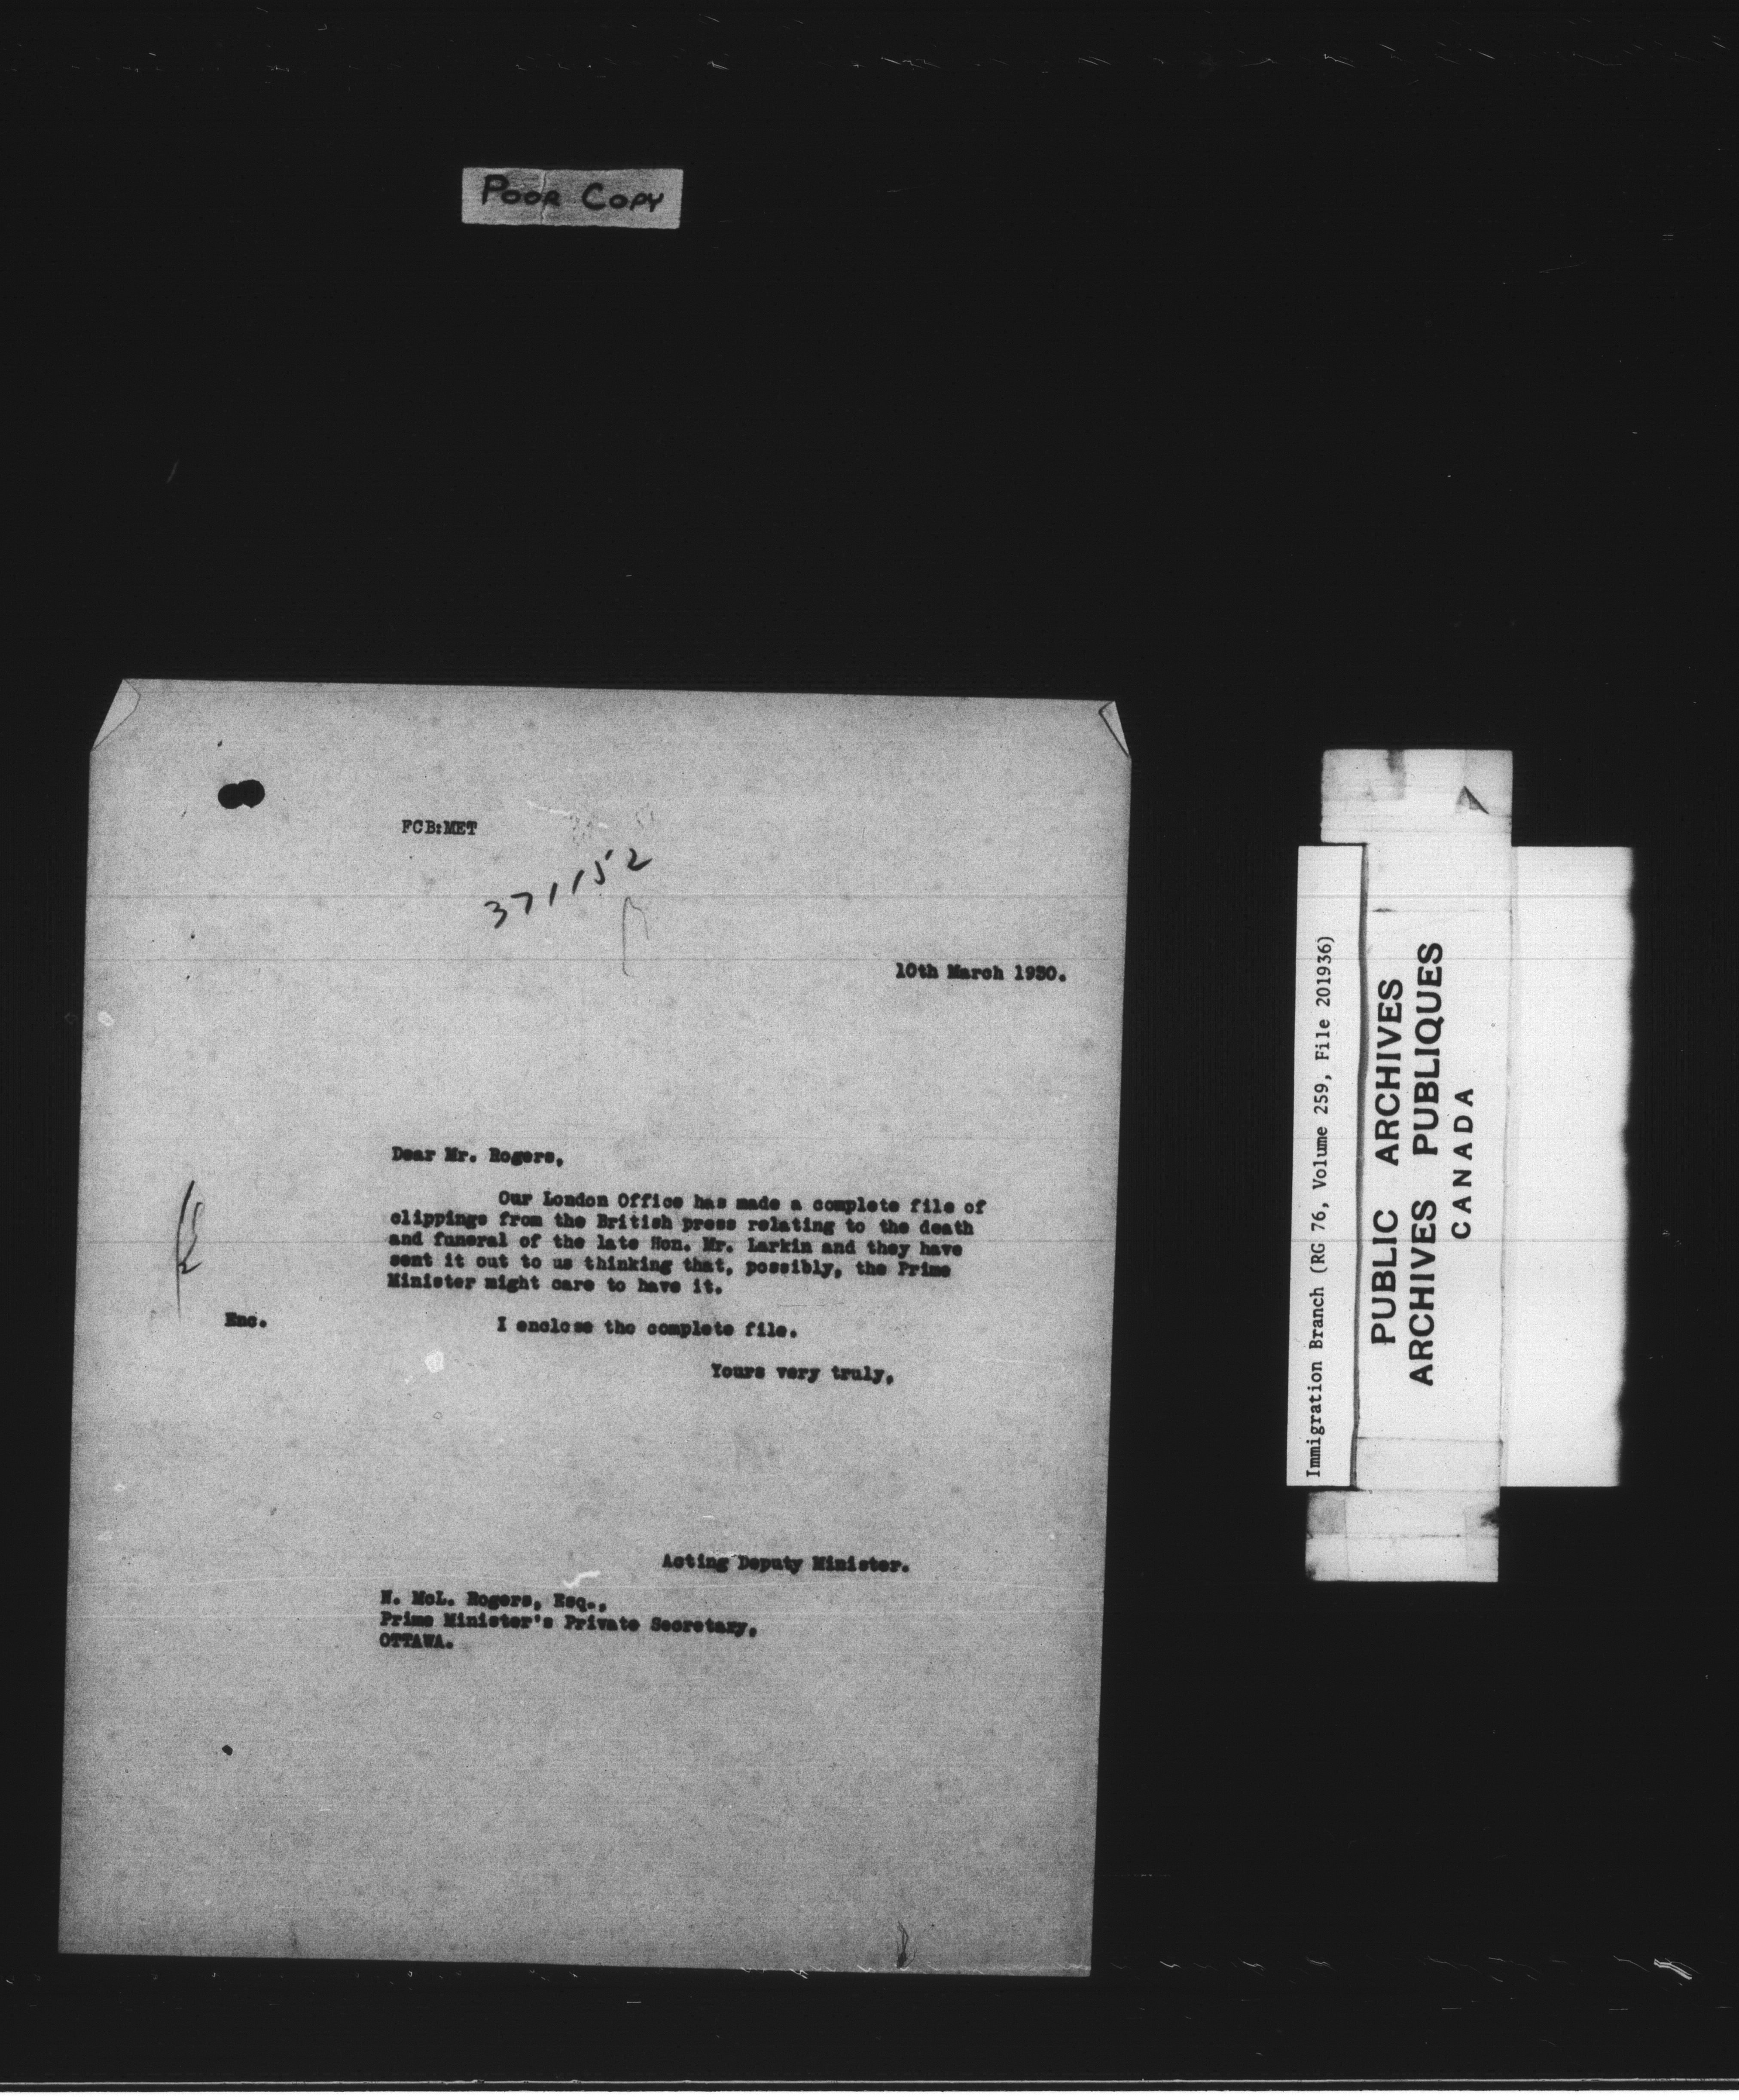 POOR COPY
FCB:MET
371152
10th March 1930.
Dear Mr. Rogers,
Our London Office has made a complete file of
clippings from the British press relating to the death
and funeral of the late Hon. Mr. Larkin and they have
sent it out to us thinking that, possibly, the Prime
Minister might care to have it.
Enc.
I enclose the complete file.
Yours very truly,
Acting Deputy Minister.
N. McL. Rogers, Esq.,
Prime Minister's Private Secretary,
OTTAWA.
Immigration Branch (RG 76, Volume 259, File 201936)
PUBLIC ARCHIVES
ARCHIVES PUBLIQUES
CANADA